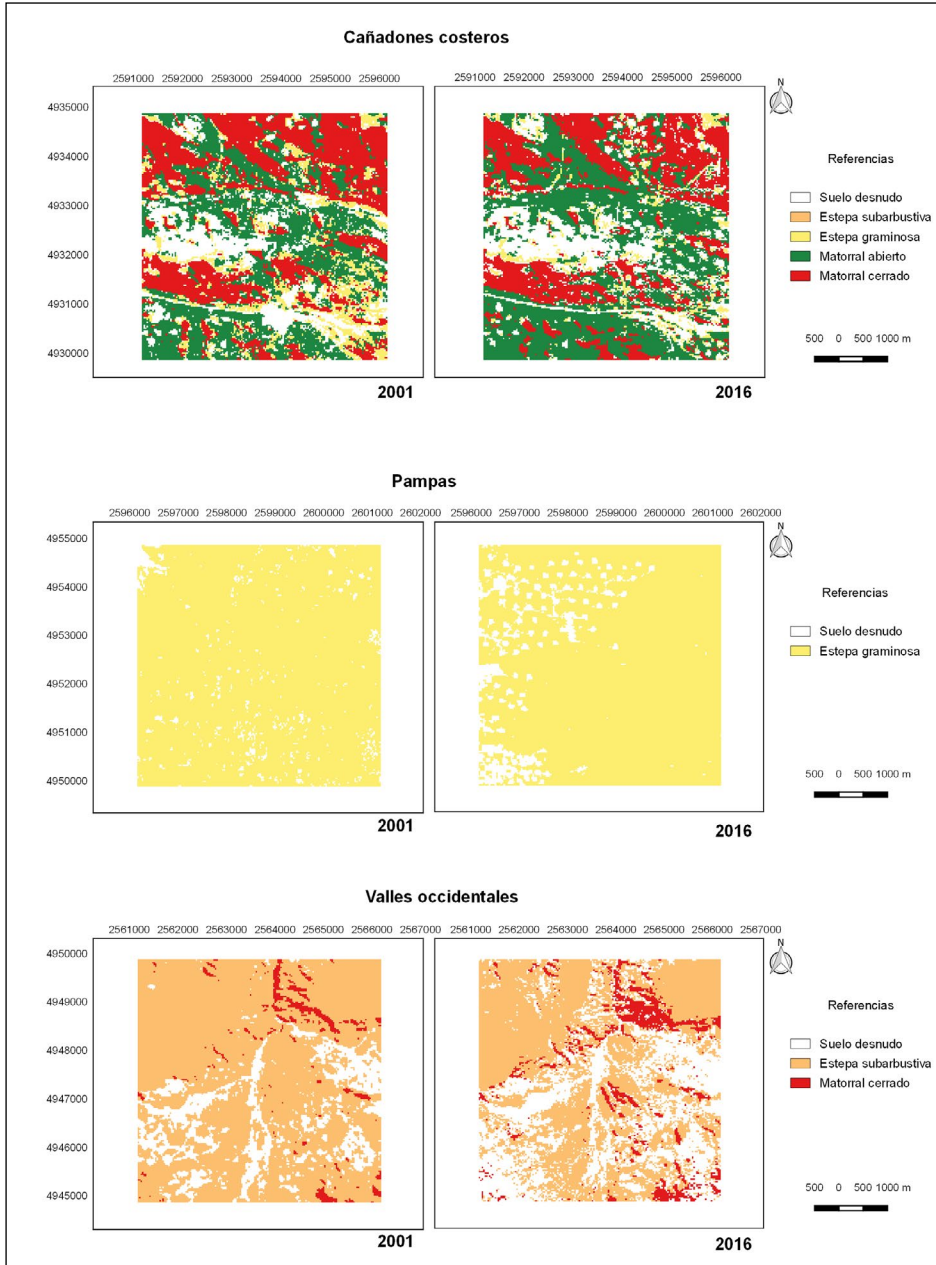 Cañadones costeros
2591000 2592000 2593000 2594000 2595000 2596000
2591000 2592000 2593000 2594000 2595000 2596000
N
4935000
4934000
4933000
4932000
4931000
4930000
Referencias
Suelo desnudo
Estepa subarbustiva
Estepa graminosa
Matorral abierto
Matorral cerrado
500 0 500 1000 m
2001
2016
Pampas
2596000 2597000 2598000 2599000 2600000 2601000 2602000
2596000 2597000 2598000 2599000 2600000 2601000 2602000
N
4955000
4954000
4953000
4952000
4951000
4950000
Referencias
Suelo desnudo
Estepa graminosa
500 0 500 1000 m
2001
2016
Valles occidentales
2561000 2562000 2563000 2564000 2565000 2566000 2567000
2561000 2562000 2563000 2564000 2565000 2566000 2567000
N
4950000
4949000
4948000
4947000
4946000
4945000
Referencias
Suelo desnudo
Estepa subarbustiva
Matorral cerrado
500 0 500 1000 m
2001
2016